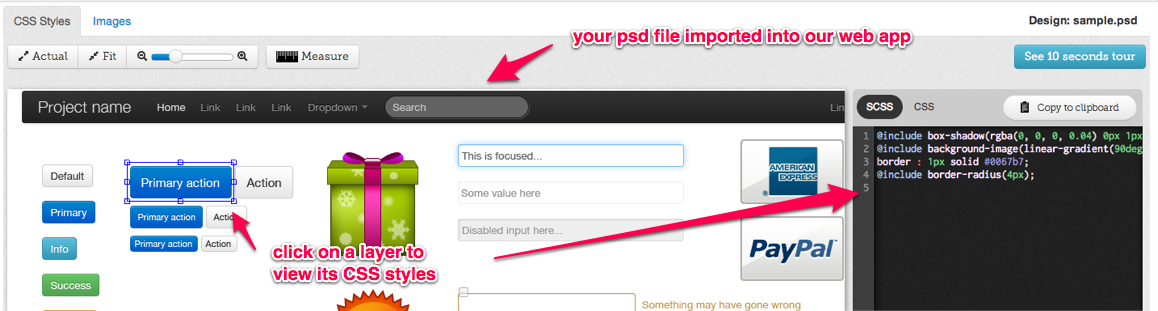 CSS Styles
Images
Design: sample.psd
Actual
Fit
Measure
your psd file imported into our web app
See 10 seconds tour
Project name
Home
Link
Link
Link
Dropdown
Search
Lin
SCSS
CSS
Copy to clipboard
1 @include box-shadow(rgba(0, 0, 0, 0.04) 0px 1px
2 @include background-image(linear-gradient(90deg
3 border : 1px solid #0067b7;
4 @include border-radius(4px);
5
Default
Primary action
Action
This is focused...
AMERICAN
EXPRESS
Primary
Primary action
Action
Some value here
Info
Primary action
Action
Disabled input here...
PayPal
click on a layer to
view its CSS styles
Success
Something may have gone wrong